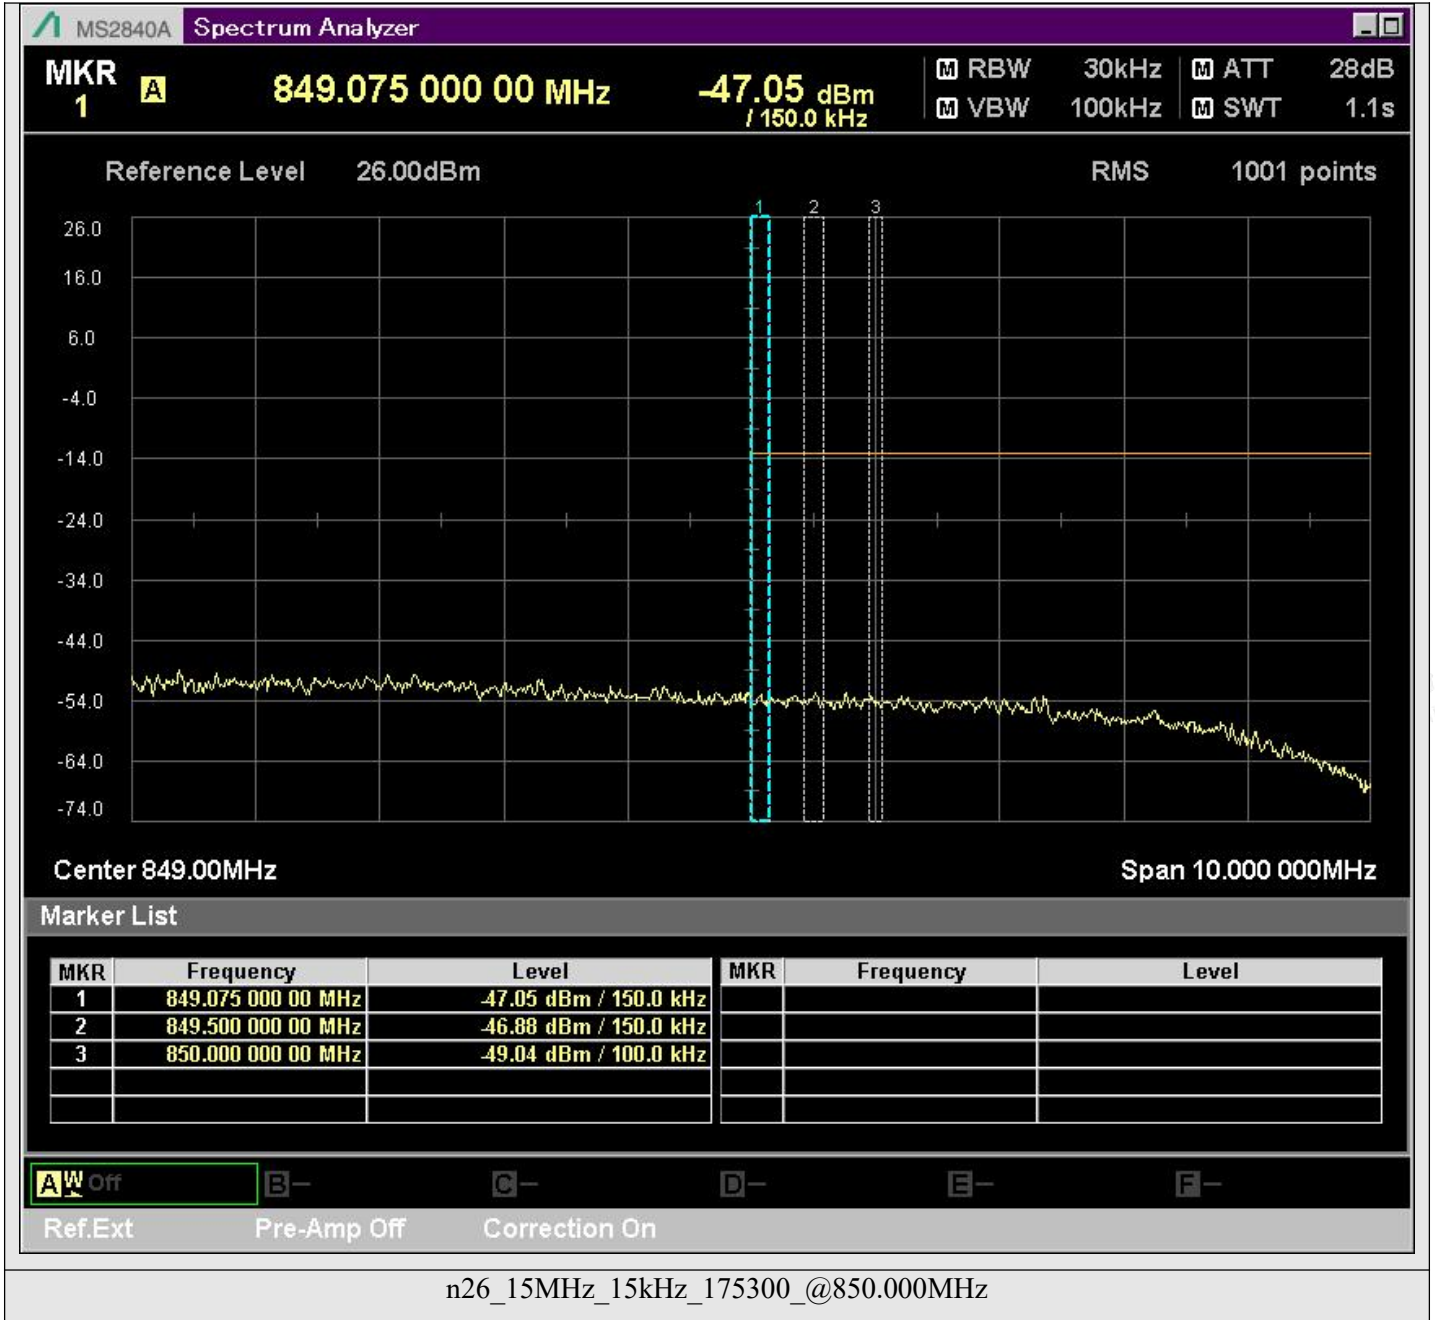 MS2840A Spectrum Analyzer
MKR 1 A 849.075 000 00 MHz -47.05 dBm / 150.0 kHz
M RBW 30kHz M ATT 28dB
M VBW 100kHz M SWT 1.1s
Reference Level 26.00dBm RMS 1001 points
1 2 3
26.0
16.0
6.0
-4.0
-14.0
-24.0
-34.0
-44.0
-54.0
-64.0
-74.0
Center 849.00MHz Span 10.000 000MHz
Marker List
MKR Frequency Level MKR Frequency Level
1 849.075 000 00 MHz -47.05 dBm / 150.0 kHz
2 849.500 000 00 MHz -46.88 dBm / 150.0 kHz
3 850.000 000 00 MHz -49.04 dBm / 100.0 kHz
A W Off B— C— D— E— F—
Ref.Ext Pre-Amp Off Correction On
n26_15MHz_15kHz_175300_@850.000MHz